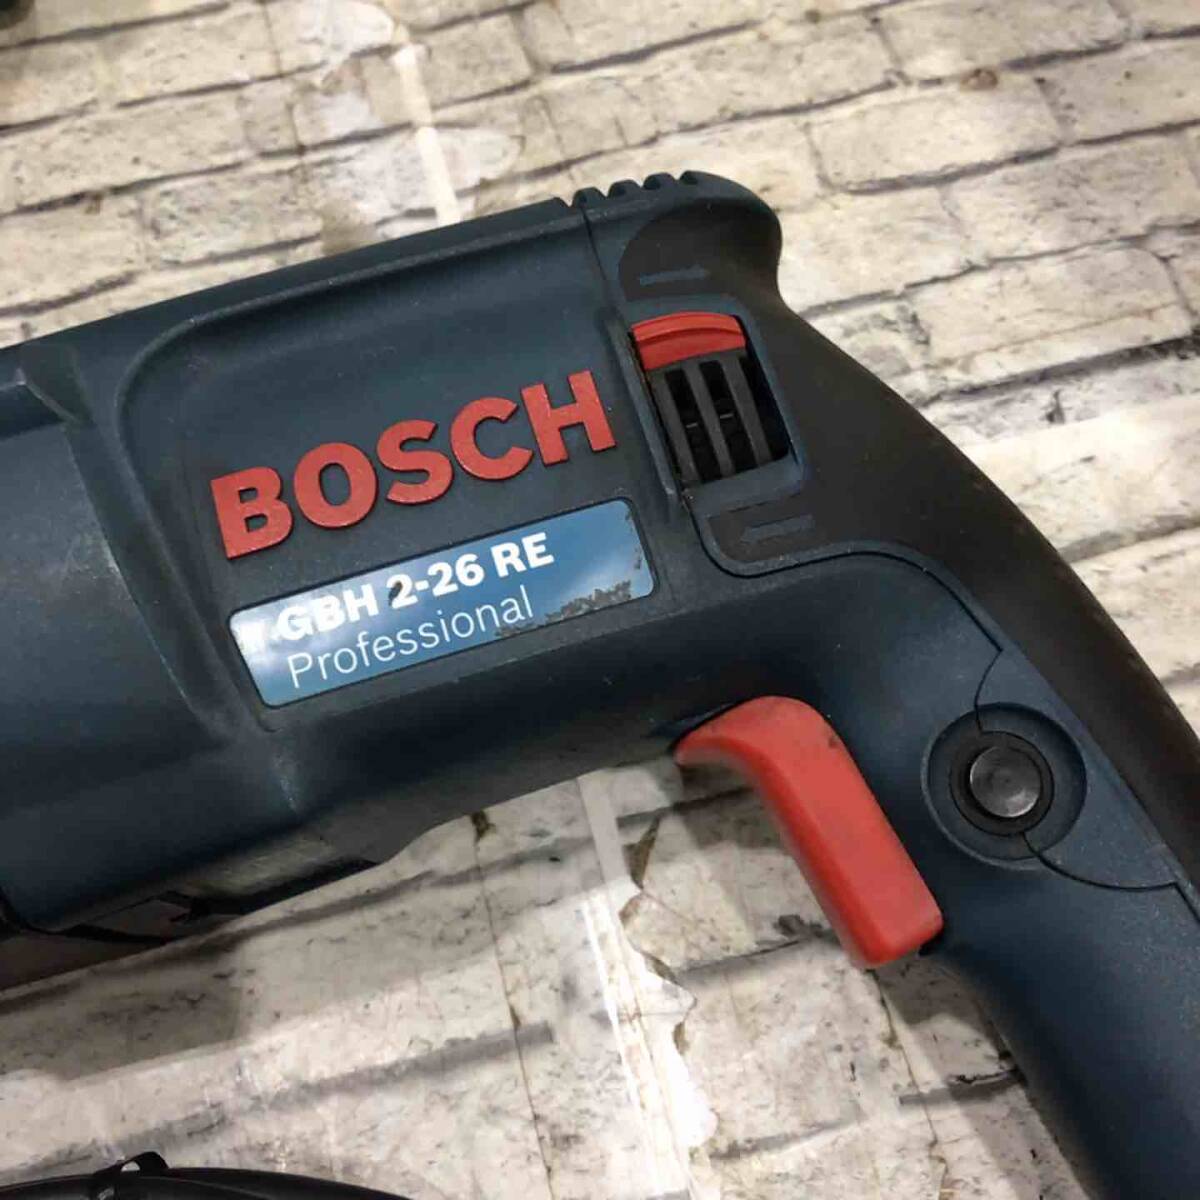 BOSCH
GBH 2-26 RE
Professional